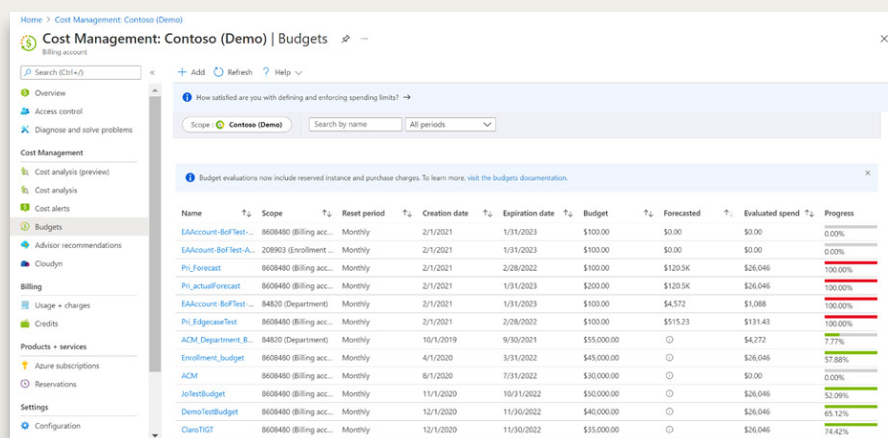 Home > Cost Management: Contoso (Demo)
Cost Management: Contoso (Demo) | Budgets
Billing account
Search (Ctrl+/)
Overview
Access control
Diagnose and solve problems
Cost Management
Cost analysis (preview)
Cost analysis
Cost alerts
Budgets
Advisor recommendations
Cloudyn
Billing
Usage + charges
Credits
Products + services
Azure subscriptions
Reservations
Settings
Configuration
Add Refresh Help
How satisfied are you with defining and enforcing spending limits? →
Scope : Contoso (Demo) Search by name All periods
Budget evaluations now include reserved instance and purchase charges. To learn more, visit the budgets documentation.
Name Scope Reset period Creation date Expiration date Budget Forecasted Evaluated spend Progress
EAAccount-BoFTest-... 8608480 (Billing acc... Monthly 2/1/2021 1/31/2023 $100.00 $0.00 $0.00 0.00%
EAAccount-BoFTest-A... 208903 (Enrollment ... Monthly 2/1/2021 1/31/2023 $100.00 $0.00 $0.00 0.00%
Pri_Forecast 8608480 (Billing acc... Monthly 2/1/2021 2/28/2022 $100.00 $120.5K $26,046 100.00%
Pri_actualForecast 8608480 (Billing acc... Monthly 2/1/2021 1/31/2023 $200.00 $120.5K $26,046 100.00%
EAAccount-BoFTest-... 84820 (Department) Monthly 2/1/2021 1/31/2023 $100.00 $4,572 $1,088 100.00%
Pri_EdgecaseTest 8608480 (Billing acc... Monthly 2/1/2021 2/28/2022 $100.00 $515.23 $131.43 100.00%
ACM_Department_B... 84820 (Department) Monthly 10/1/2019 9/30/2021 $55,000.00 $4,272 7.77%
Enrollment_budget 8608480 (Billing acc... Monthly 4/1/2020 3/31/2022 $45,000.00 $26,046 57.88%
ACM 8608480 (Billing acc... Monthly 8/1/2020 7/31/2022 $30,000.00 $0.00 0.00%
JoTestBudget 8608480 (Billing acc... Monthly 11/1/2020 10/31/2022 $50,000.00 $26,046 52.09%
DemoTestBudget 8608480 (Billing acc... Monthly 12/1/2020 11/30/2022 $40,000.00 $26,046 65.12%
ClaroTIGT 8608480 (Billing acc... Monthly 12/1/2020 11/30/2022 $35,000.00 $26,046 74.42%